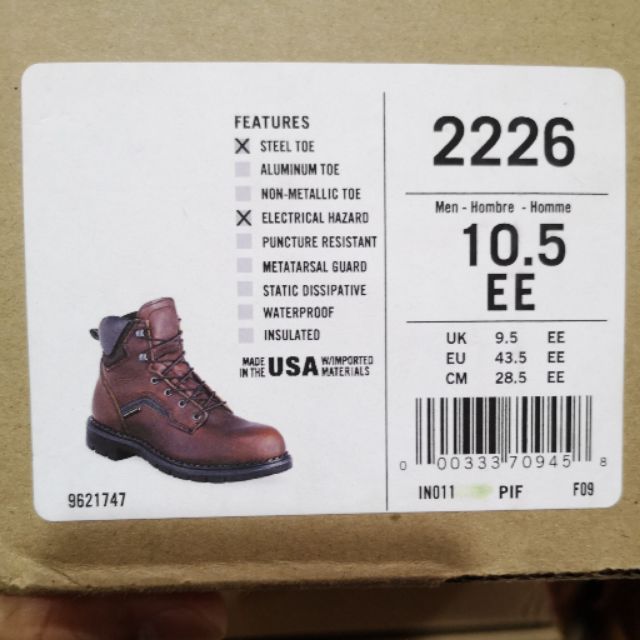 FEATURES
STEEL TOE
ALUMINUM TOE
NON-METALLIC TOE
ELECTRICAL HAZARD
PUNCTURE RESISTANT
METATARSAL GUARD
STATIC DISSIPATIVE
WATERPROOF
INSULATED
MADE IN THE USA W/IMPORTED MATERIALS
9621747
2226
Men - Hombre - Homme
10.5
EE
UK 9.5 EE
EU 43.5 EE
CM 28.5 EE
0 00333 70945 8
IN011 PIF F09